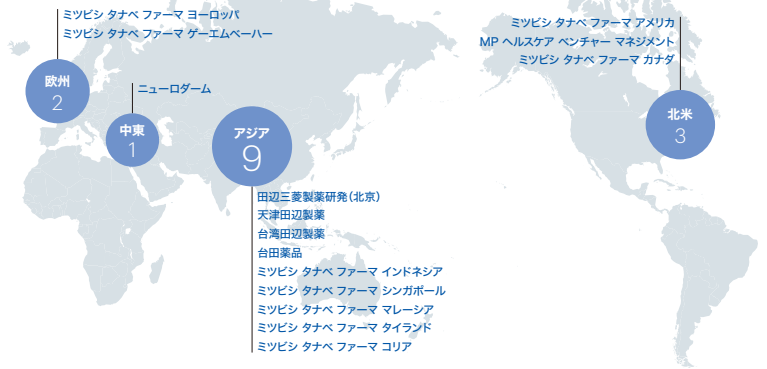 ミツビシ タナベ ファーマ ヨーロッパ
ミツビシ タナベ ファーマ ゲーエムベーハー
欧州
2
ニューロダーム
中東
1
アジア
9
田辺三菱製薬研発（北京）
天津田辺製薬
台湾田辺製薬
台田薬品
ミツビシ タナベ ファーマ インドネシア
ミツビシ タナベ ファーマ シンガポール
ミツビシ タナベ ファーマ マレーシア
ミツビシ タナベ ファーマ タイランド
ミツビシ タナベ ファーマ コリア
ミツビシ タナベ ファーマ アメリカ
MP ヘルスケア ベンチャー マネジメント
ミツビシ タナベ ファーマ カナダ
北米
3